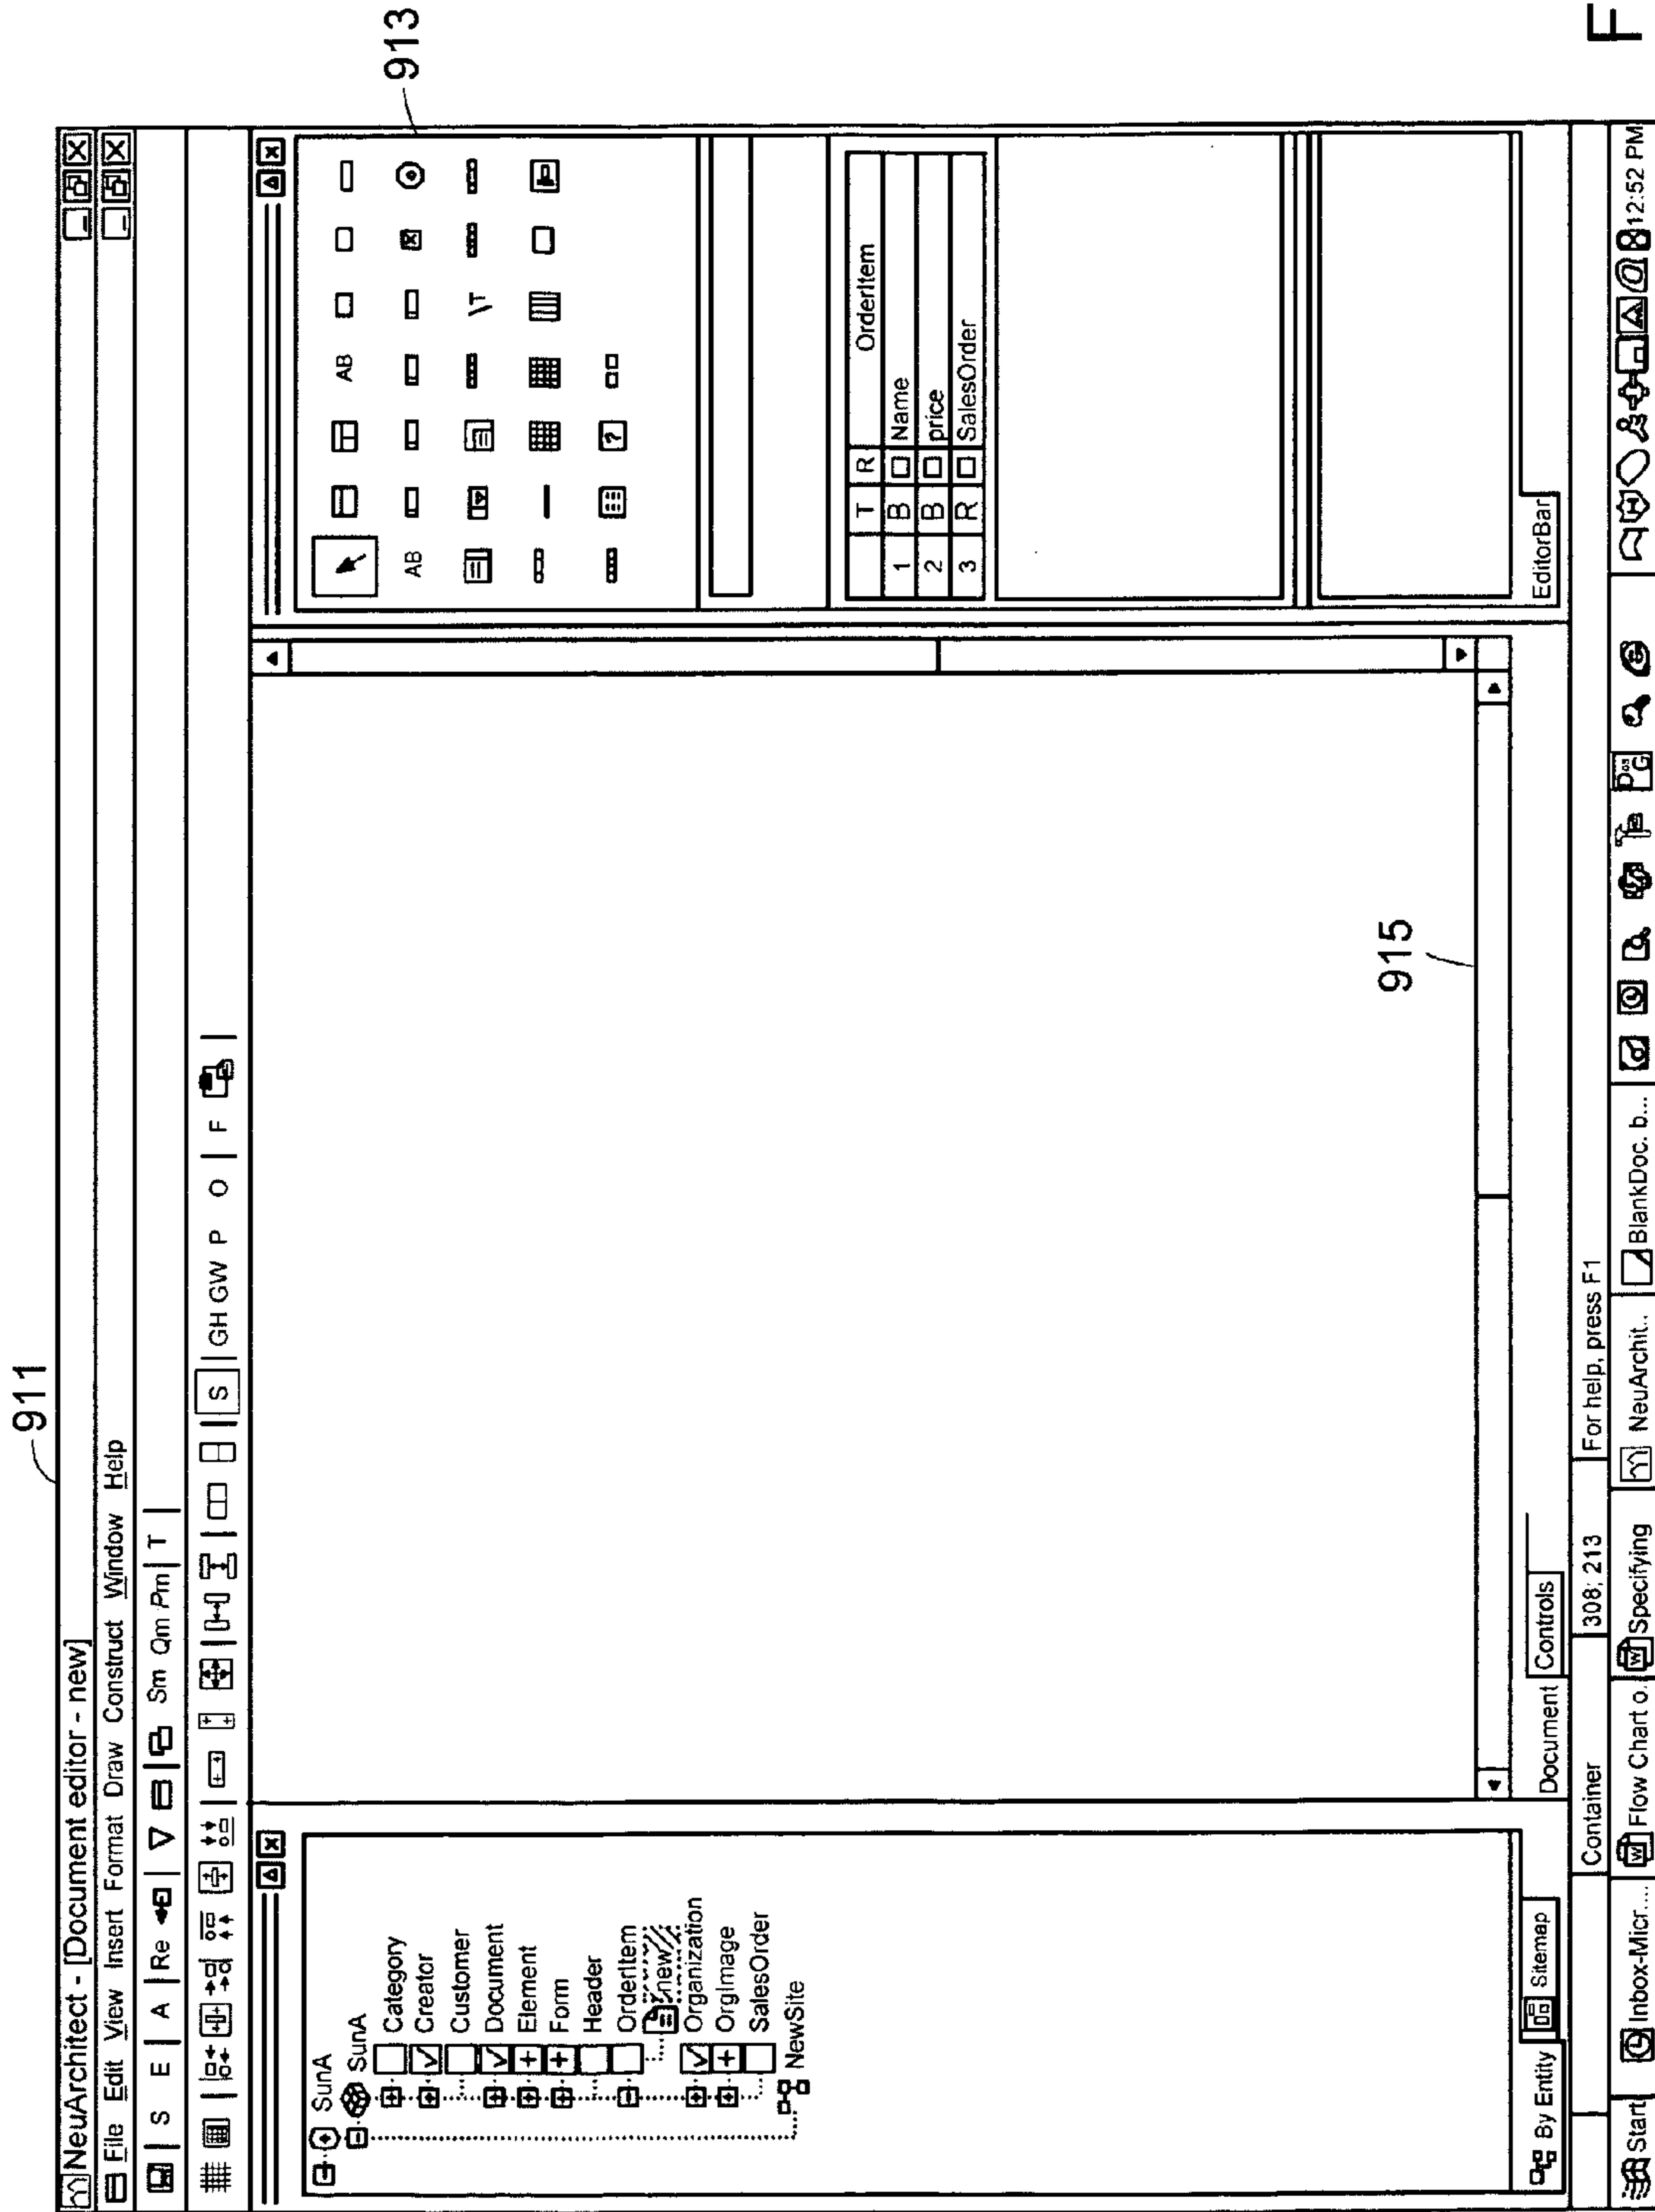 911
NeuArchitect - [Document editor - new]
File Edit View Insert Format Draw Construct Window Help
S E A Re Sm Qm Pm T
S GH GW P O F
913
SunA
SunA
Category
Creator
Customer
Document
Element
Form
Header
OrderItem
new
Organization
OrgImage
SalesOrder
NewSite
By Entity Sitemap
915
Document Controls
AB
AB
\T
?
T R OrderItem
1 B Name
2 B price
3 R SalesOrder
EditorBar
Container 308; 213 For help, press F1
Start Inbox-Micr.... W Flow Chart o. W Specifying NeuArchit.. BlankDoc. b... 12:52 PM
F